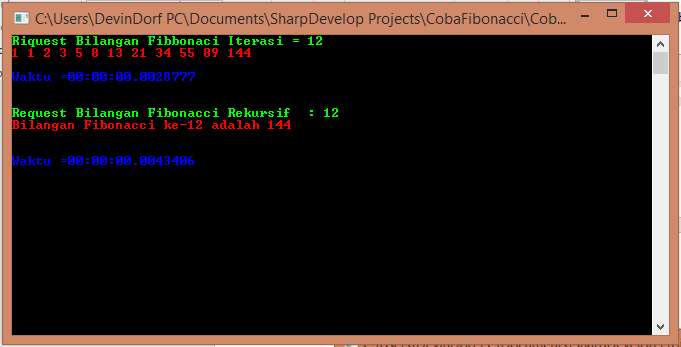 C:\Users\DevinDorf PC\Documents\SharpDevelop Projects\CobaFibonacci\Cob...
Riquest Bilangan Fibbonaci Iterasi = 12
1 1 2 3 5 8 13 21 34 55 89 144
Waktu =00:00:00.0028777
Request Bilangan Fibonacci Rekursif : 12
Bilangan Fibonacci ke-12 adalah 144
Waktu =00:00:00.0043406